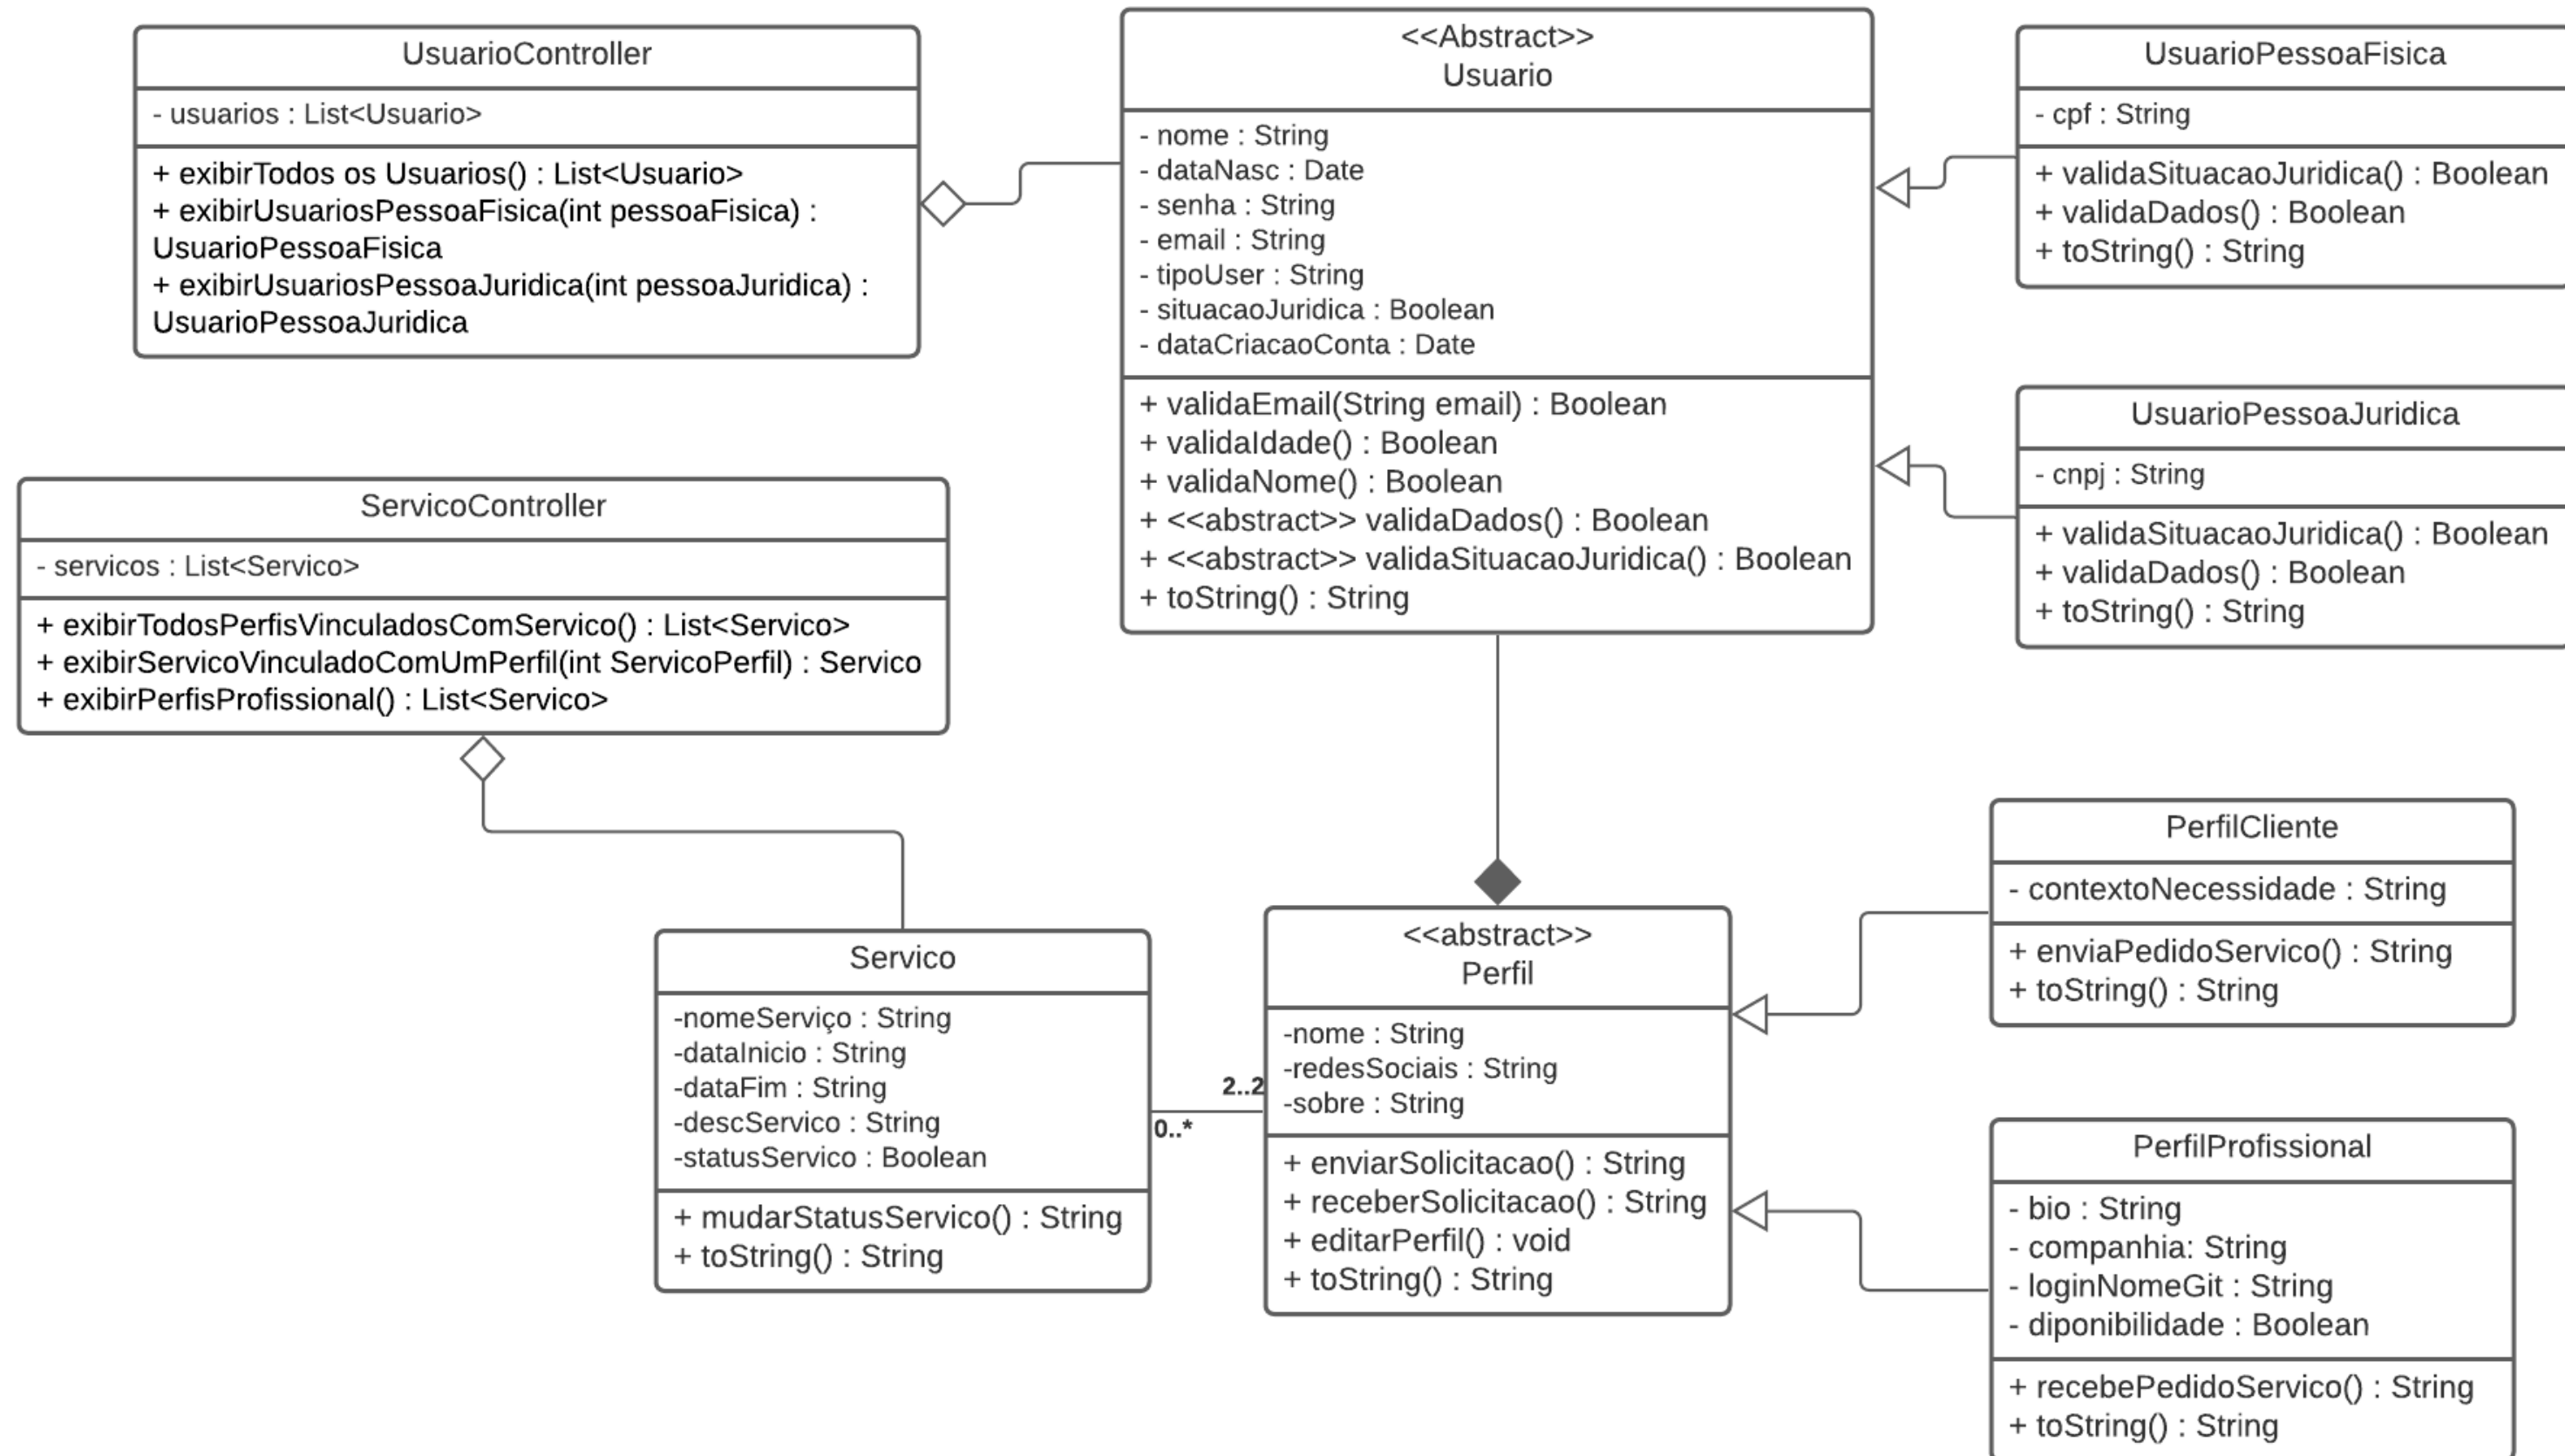 UsuarioController
- usuarios : List<Usuario>
+ exibirTodos os Usuarios() : List<Usuario>
+ exibirUsuariosPessoaFisica(int pessoaFisica) :
UsuarioPessoaFisica
+ exibirUsuariosPessoaJuridica(int pessoaJuridica) :
UsuarioPessoaJuridica
<<Abstract>>
Usuario
- nome : String
- dataNasc : Date
- senha : String
- email : String
- tipoUser : String
- situacaoJuridica : Boolean
- dataCriacaoConta : Date
+ validaEmail(String email) : Boolean
+ validaIdade() : Boolean
+ validaNome() : Boolean
+ <<abstract>> validaDados() : Boolean
+ <<abstract>> validaSituacaoJuridica() : Boolean
+ toString() : String
UsuarioPessoaFisica
- cpf : String
+ validaSituacaoJuridica() : Boolean
+ validaDados() : Boolean
+ toString() : String
UsuarioPessoaJuridica
- cnpj : String
+ validaSituacaoJuridica() : Boolean
+ validaDados() : Boolean
+ toString() : String
ServicoController
- servicos : List<Servico>
+ exibirTodosPerfisVinculadosComServico() : List<Servico>
+ exibirServicoVinculadoComUmPerfil(int ServicoPerfil) : Servico
+ exibirPerfisProfissional() : List<Servico>
Servico
-nomeServiço : String
-dataInicio : String
-dataFim : String
-descServico : String
-statusServico : Boolean
+ mudarStatusServico() : String
+ toString() : String
2..2
0..*
<<abstract>>
Perfil
-nome : String
-redesSociais : String
-sobre : String
+ enviarSolicitacao() : String
+ receberSolicitacao() : String
+ editarPerfil() : void
+ toString() : String
PerfilCliente
- contextoNecessidade : String
+ enviaPedidoServico() : String
+ toString() : String
PerfilProfissional
- bio : String
- companhia: String
- loginNomeGit : String
- diponibilidade : Boolean
+ recebePedidoServico() : String
+ toString() : String